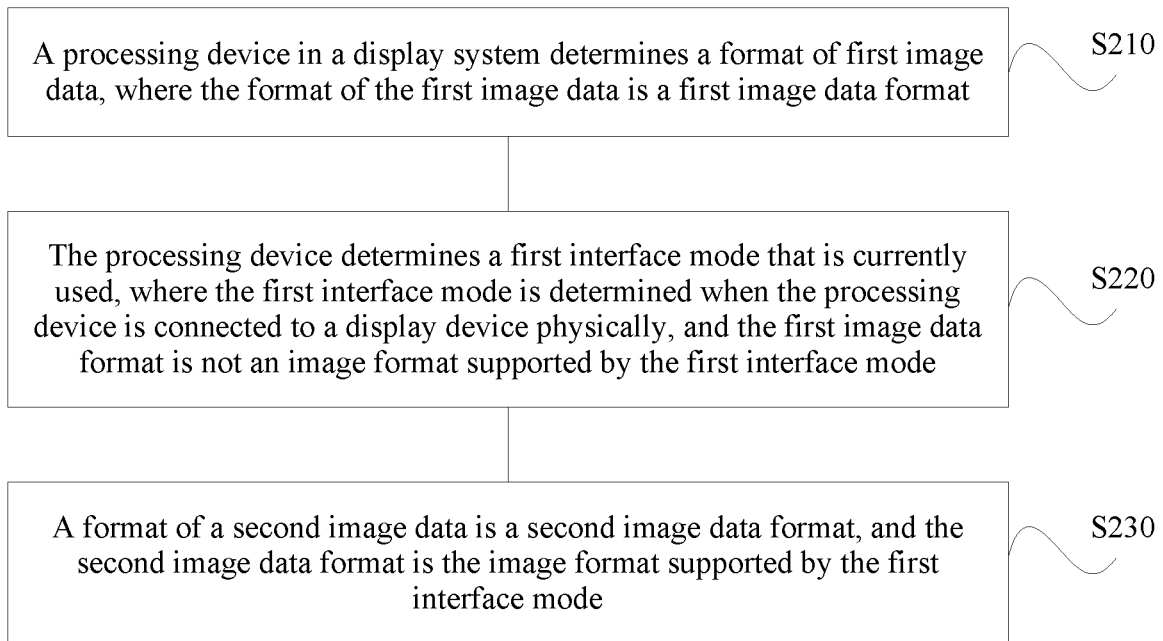 A processing device in a display system determines a format of first image
data, where the format of the first image data is a first image data format
S210
The processing device determines a first interface mode that is currently
used, where the first interface mode is determined when the processing
device is connected to a display device physically, and the first image data
format is not an image format supported by the first interface mode
S220
A format of a second image data is a second image data format, and the
second image data format is the image format supported by the first
interface mode
S230